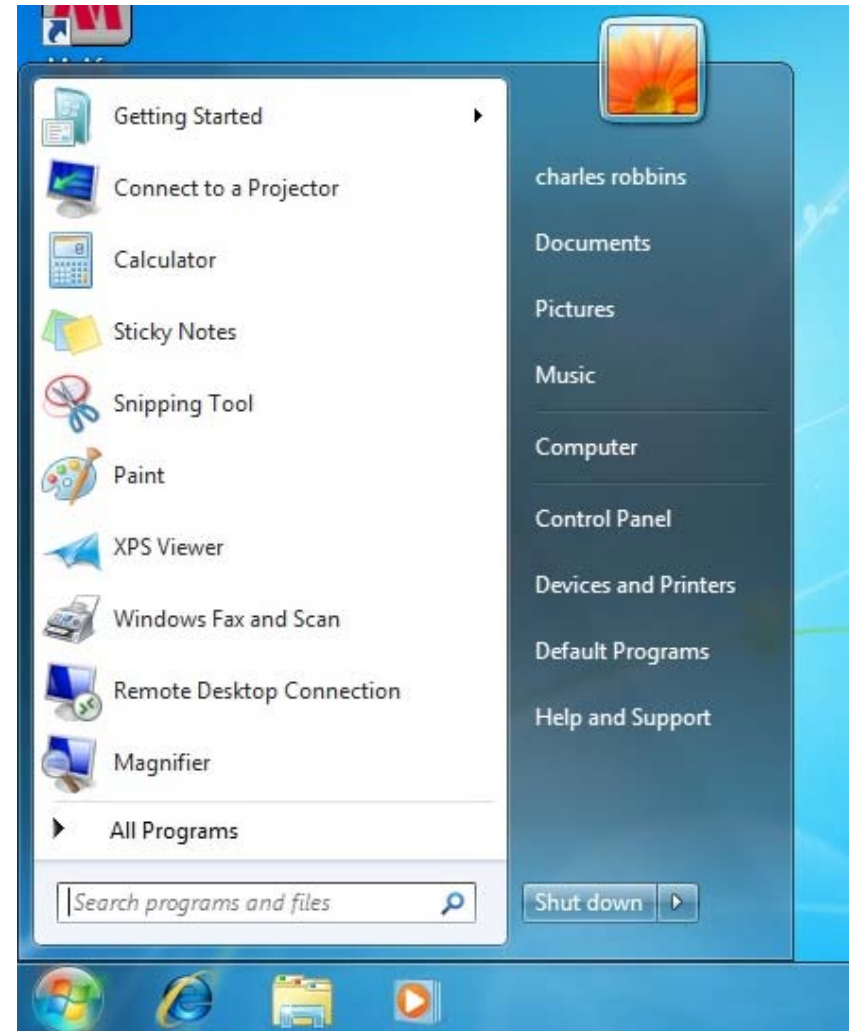 Getting Started
Connect to a Projector
Calculator
Sticky Notes
Snipping Tool
Paint
XPS Viewer
Windows Fax and Scan
Remote Desktop Connection
Magnifier
All Programs
Search programs and files
charles robbins
Documents
Pictures
Music
Computer
Control Panel
Devices and Printers
Default Programs
Help and Support
Shut down